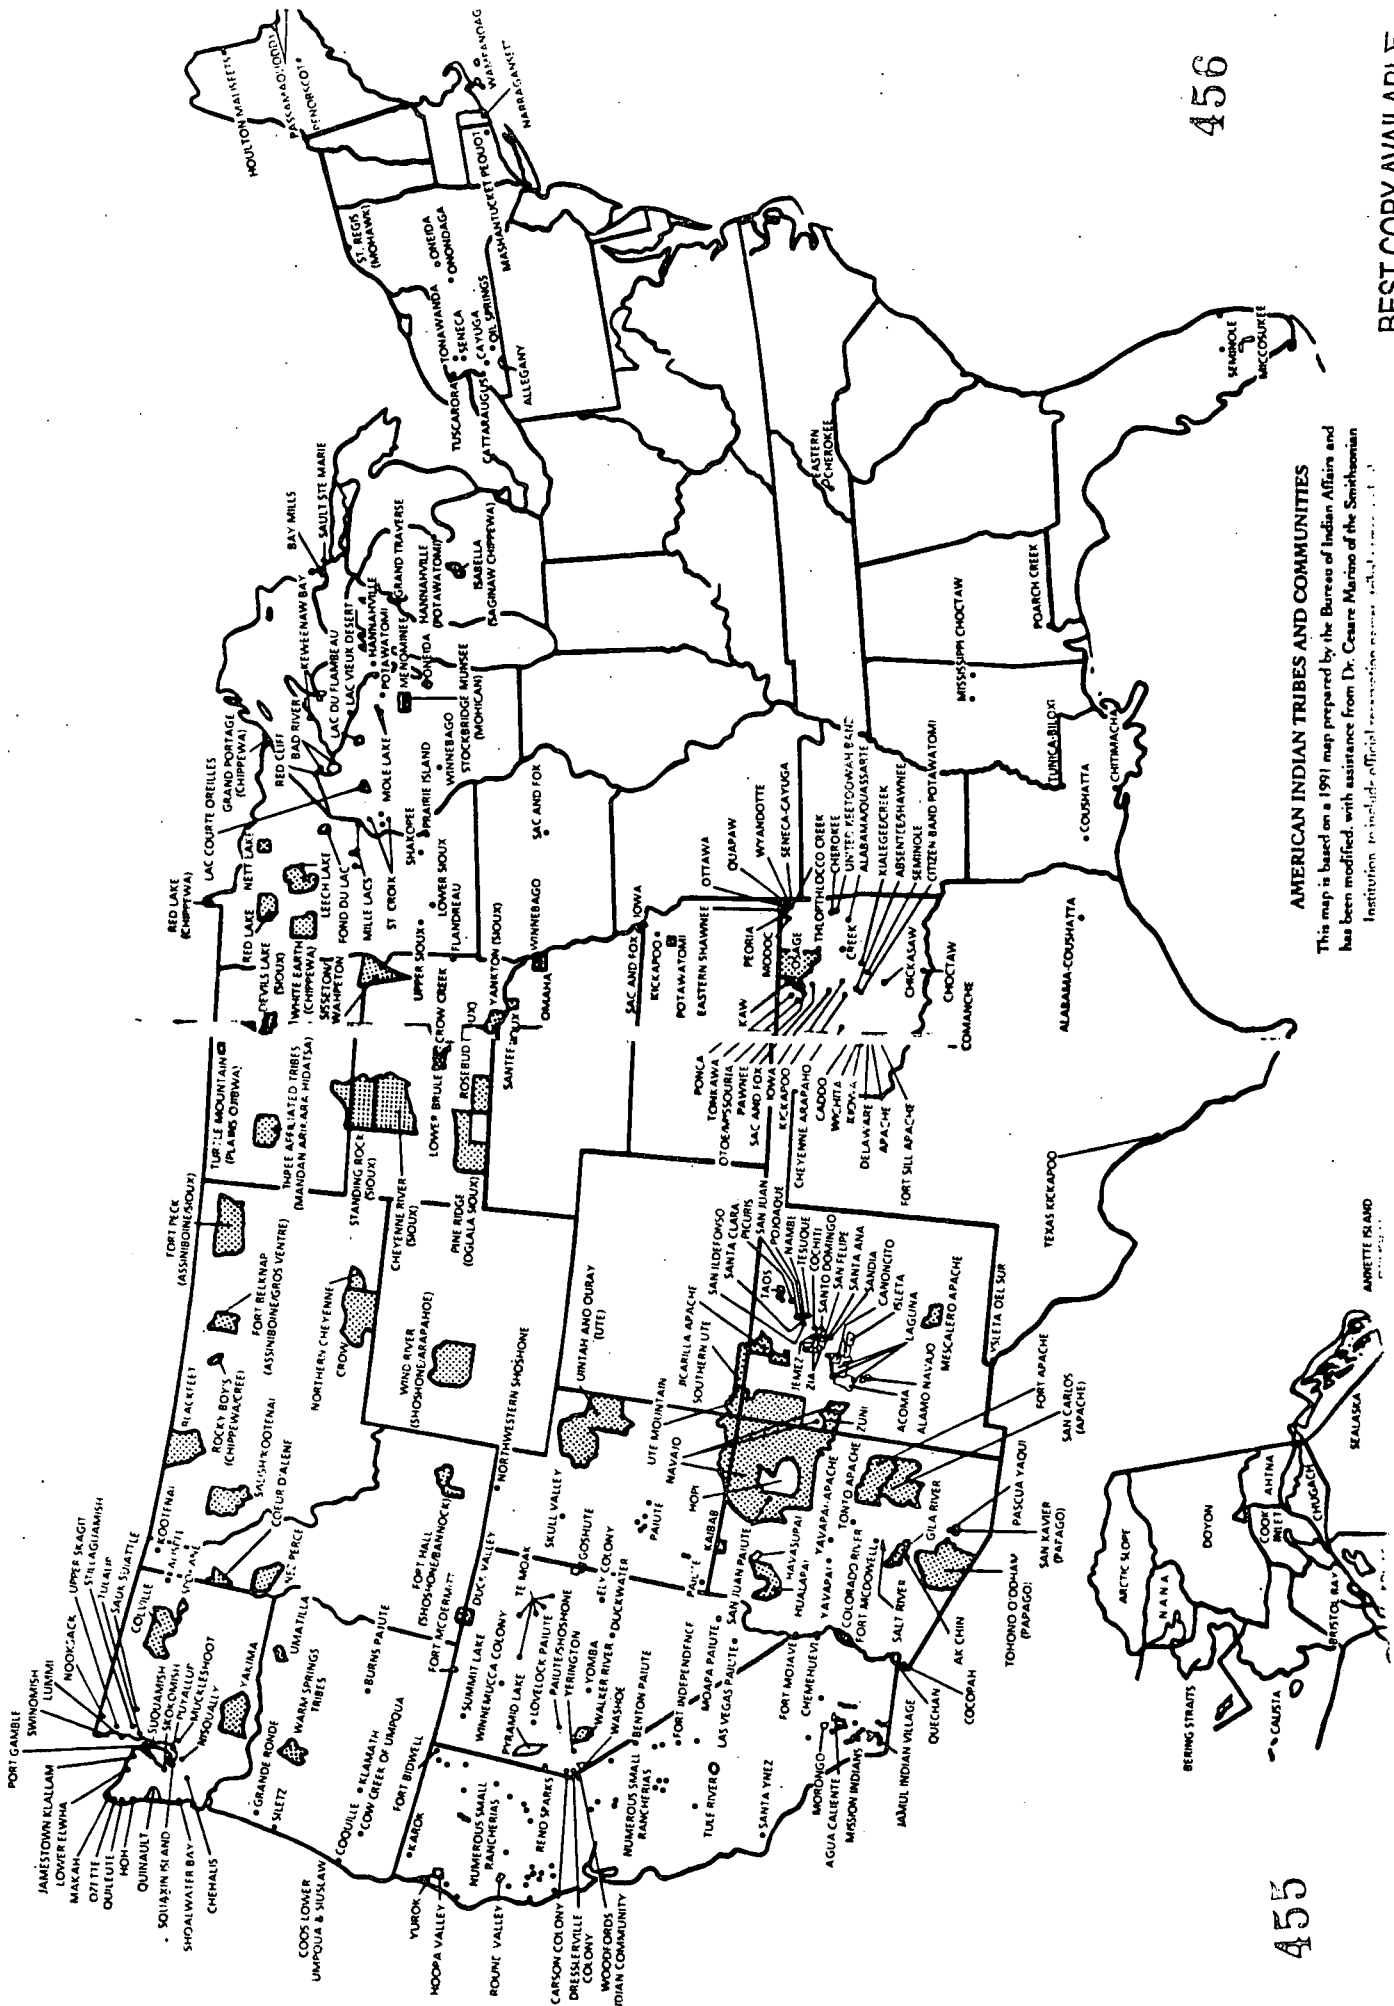 PORT GAMBLE
SWINOMISH
LUMMI
NOOKSACK
UPPER SKAGIT
STILLAGUAMISH
TULALIP
SAUK SUIATTLE
JAMESTOWN KLALLAM
LOWER ELWHA
MAKAH
OZETTE
QUILEUTE
HOH
QUINAULT
SQUAXIN ISLAND
SHOALWATER BAY
CHEHALIS
SUQUAMISH
SKOKOMISH
PUYALLUP
MUCKLESHOOT
NISQUALLY
YAKIMA
COLVILLE
KOOTENAI
COEUR D'ALENE
UMATILLA
WARM SPRINGS
TRIBES
GRANDE RONDE
SILETZ
BURNS PAIUTE
COOS LOWER
UMPQUA & SIUSLAW
COQUILLE
KLAMATH
COW CREEK OF UMPQUA
FORT BIDWELL
KAROK
YUROK
HOOPA VALLEY
NUMEROUS SMALL
RANCHERIAS
ROUND VALLEY
RENO SPARKS
CARSON COLONY
DRESSLERVILLE
COLONY
WOODFORDS
FORT McDERMITT
DUCK VALLEY
SUMMIT LAKE
WINNEMUCCA COLONY
PYRAMID LAKE
LOVELOCK PAIUTE
TE MOAK
PAIUTE/SHOSHONE
YERINGTON
YOMBA
WALKER RIVER
WASHOE
BENTON PAIUTE
NUMEROUS SMALL
RANCHERIAS
FORT INDEPENDENCE
TULE RIVER
SANTA YNEZ
SKULL VALLEY
GOSHUTE
ELY COLONY
DUCKWATER
PAIUTE
MOAPA PAIUTE
LAS VEGAS PAIUTE
SAN JUAN PAIUTE
KAIBAB
HAVASUPAI
HUALAPAI
FORT MOJAVE
CHEMEHUEVI
MORONGO
AGUA CALIENTE
MISSION INDIANS
JAMUL INDIAN VILLAGE
QUECHAN
COCOPAH
YAVAPAI
YAVAPAI-APACHE
TONTO APACHE
COLORADO RIVER
FORT MCDOWELL
SALT RIVER
GILA RIVER
AK CHIN
TOHONO O'ODHAM
(PAPAGO)
SAN XAVIER
(PAPAGO)
PASCUA YAQUI
SAN CARLOS
(APACHE)
FORT APACHE
HOPI
NAVAJO
UTE MOUNTAIN
SOUTHERN UTE
JICARILLA APACHE
UINTAH AND OURAY
(UTE)
NORTHWESTERN SHOSHONE
FORT HALL
(SHOSHONE/BANNOCK)
WIND RIVER
(SHOSHONE/ARAPAHOE)
BLACKFEET
ROCKY BOY'S
(CHIPPEWA/CREE)
FORT BELKNAP
(ASSINIBOINE/GROS VENTRE)
FORT PECK
(ASSINIBOINE/SIOUX)
NORTHERN CHEYENNE
CROW
SAN ILDEFONSO
SANTA CLARA
PICURIS
SAN JUAN
POJOAQUE
NAMBE
TESUQUE
COCHITI
SANTO DOMINGO
SAN FELIPE
SANTA ANA
SANDIA
CANONCITO
ISLETA
LAGUNA
TAOS
JEMEZ
ZIA
ZUNI
ACOMA
ALAMO NAVAJO
MESCALERO APACHE
YSLETA DEL SUR
TURTLE MOUNTAIN
(PLAINS OJIBWA)
THREE AFFILIATED TRIBES
(MANDAN ARIKARA HIDATSA)
STANDING ROCK
(SIOUX)
CHEYENNE RIVER
(SIOUX)
PINE RIDGE
(OGLALA SIOUX)
LOWER BRULE
CROW CREEK
YANKTON (SIOUX)
OMAHA
WINNEBAGO
RED LAKE
(CHIPPEWA)
RED LAKE
DEVILS LAKE
(SIOUX)
WHITE EARTH
(CHIPPEWA)
SISSETON/
WAHPETON
NETT LAKE
LEECH LAKE
FOND DU LAC
MILLE LACS
ST CROIX
UPPER SIOUX
LOWER SIOUX
FLANDREAU
SHAKOPEE
PRAIRIE ISLAND
LAC COURTE OREILLES
GRAND PORTAGE
(CHIPPEWA)
RED CLIFF
BAD RIVER
LAC DU FLAMBEAU
LAC VIEUX DESERT
KEWEENAW BAY
BAY MILLS
SAULT STE MARIE
HANNAHVILLE
POTAWATOMI
MENOMINEE
ONEIDA
MOLE LAKE
WINNEBAGO
STOCKBRIDGE MUNSEE
(MOHICAN)
GRAND TRAVERSE
HANNAHVILLE
(POTAWATOMI)
ISABELLA
(SAGINAW CHIPPEWA)
SAC AND FOX
SAC AND FOX
IOWA
KICKAPOO
POTAWATOMI
EASTERN SHAWNEE
OTTAWA
QUAPAW
WYANDOTTE
SENECA-CAYUGA
PEORIA
MODOC
OSAGE
KAW
THLOPTHLOCCO CREEK
CHEROKEE
UNITED KEETOOWAH BAND
ALABAMA/QUASSARTE
KIALEGEE/CREEK
ABSENTEE/SHAWNEE
SEMINOLE
CITIZEN BAND POTAWATOMI
CREEK
CHICKASAW
CHOCTAW
COMANCHE
PONCA
TONKAWA
OTOE/MISSOURIA
PAWNEE
SAC AND FOX
IOWA
KICKAPOO
CHEYENNE ARAPAHO
CADDO
WICHITA
KIOWA
DELAWARE
APACHE
FORT SILL APACHE
ALABAMA-COUSHATTA
TEXAS KICKAPOO
COUSHATTA
TUNICA-BILOXI
CHITIMACHA
MISSISSIPPI CHOCTAW
POARCH CREEK
EASTERN
CHEROKEE
SEMINOLE
MICCOSUKEE
TUSCARORA
TONAWANDA
SENECA
CAYUGA
OIL SPRINGS
CATTARAUGUS
ALLEGANY
ST. REGIS
(MOHAWK)
ONEIDA
ONONDAGA
MASHANTUCKET PEQUOT
NARRAGANSET
HOULTON MALISEETS
PENOBSCOT
ARCTIC SLOPE
NANA
DOYON
BERING STRAITS
CAUSTA
COOK
INLET
AHTNA
CHUGACH
BRISTOL BAY
SEALASKA
ANNETTE ISLAND
AMERICAN INDIAN TRIBES AND COMMUNITIES
This map is based on a 1991 map prepared by the Bureau of Indian Affairs and
has been modified, with assistance from Dr. Cesare Marino of the Smithsonian
Institution, to include official
455
456
BEST COPY AVAILABLE